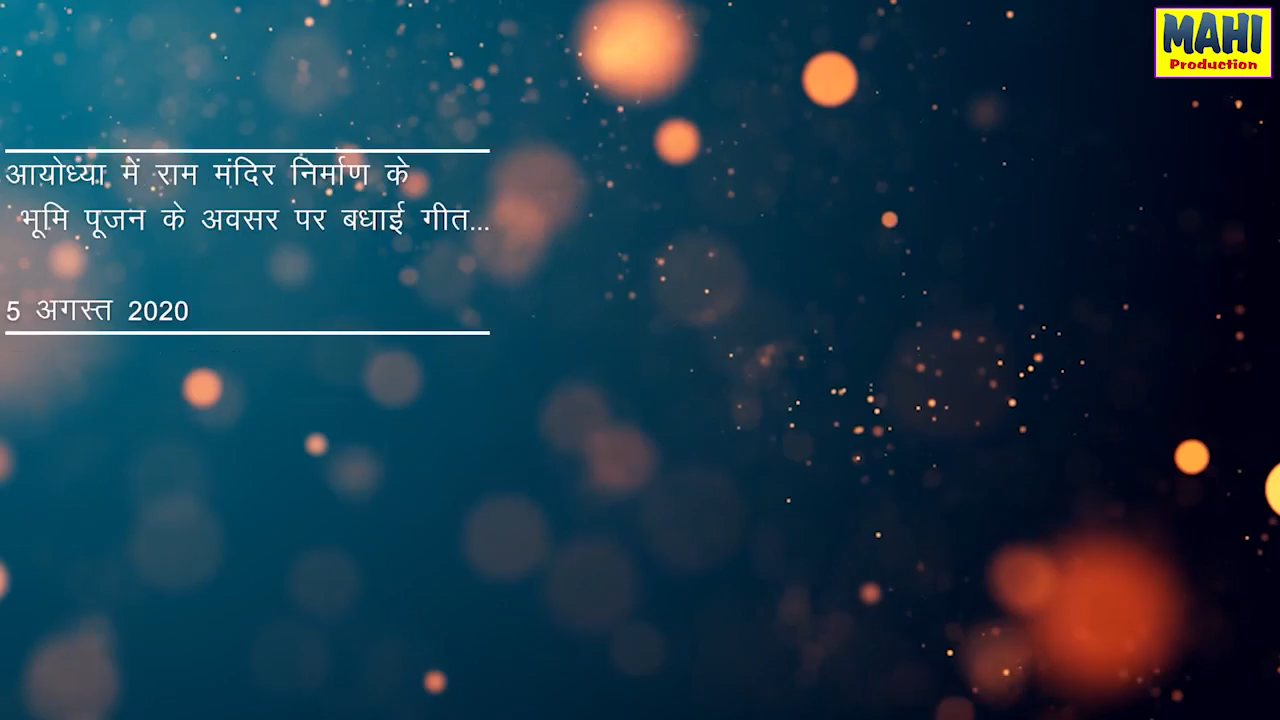 MAHI
Production
आयोध्या में राम मंदिर निर्माण के
भूमि पूजन के अवसर पर बधाई गीत...
5 अगस्त 2020